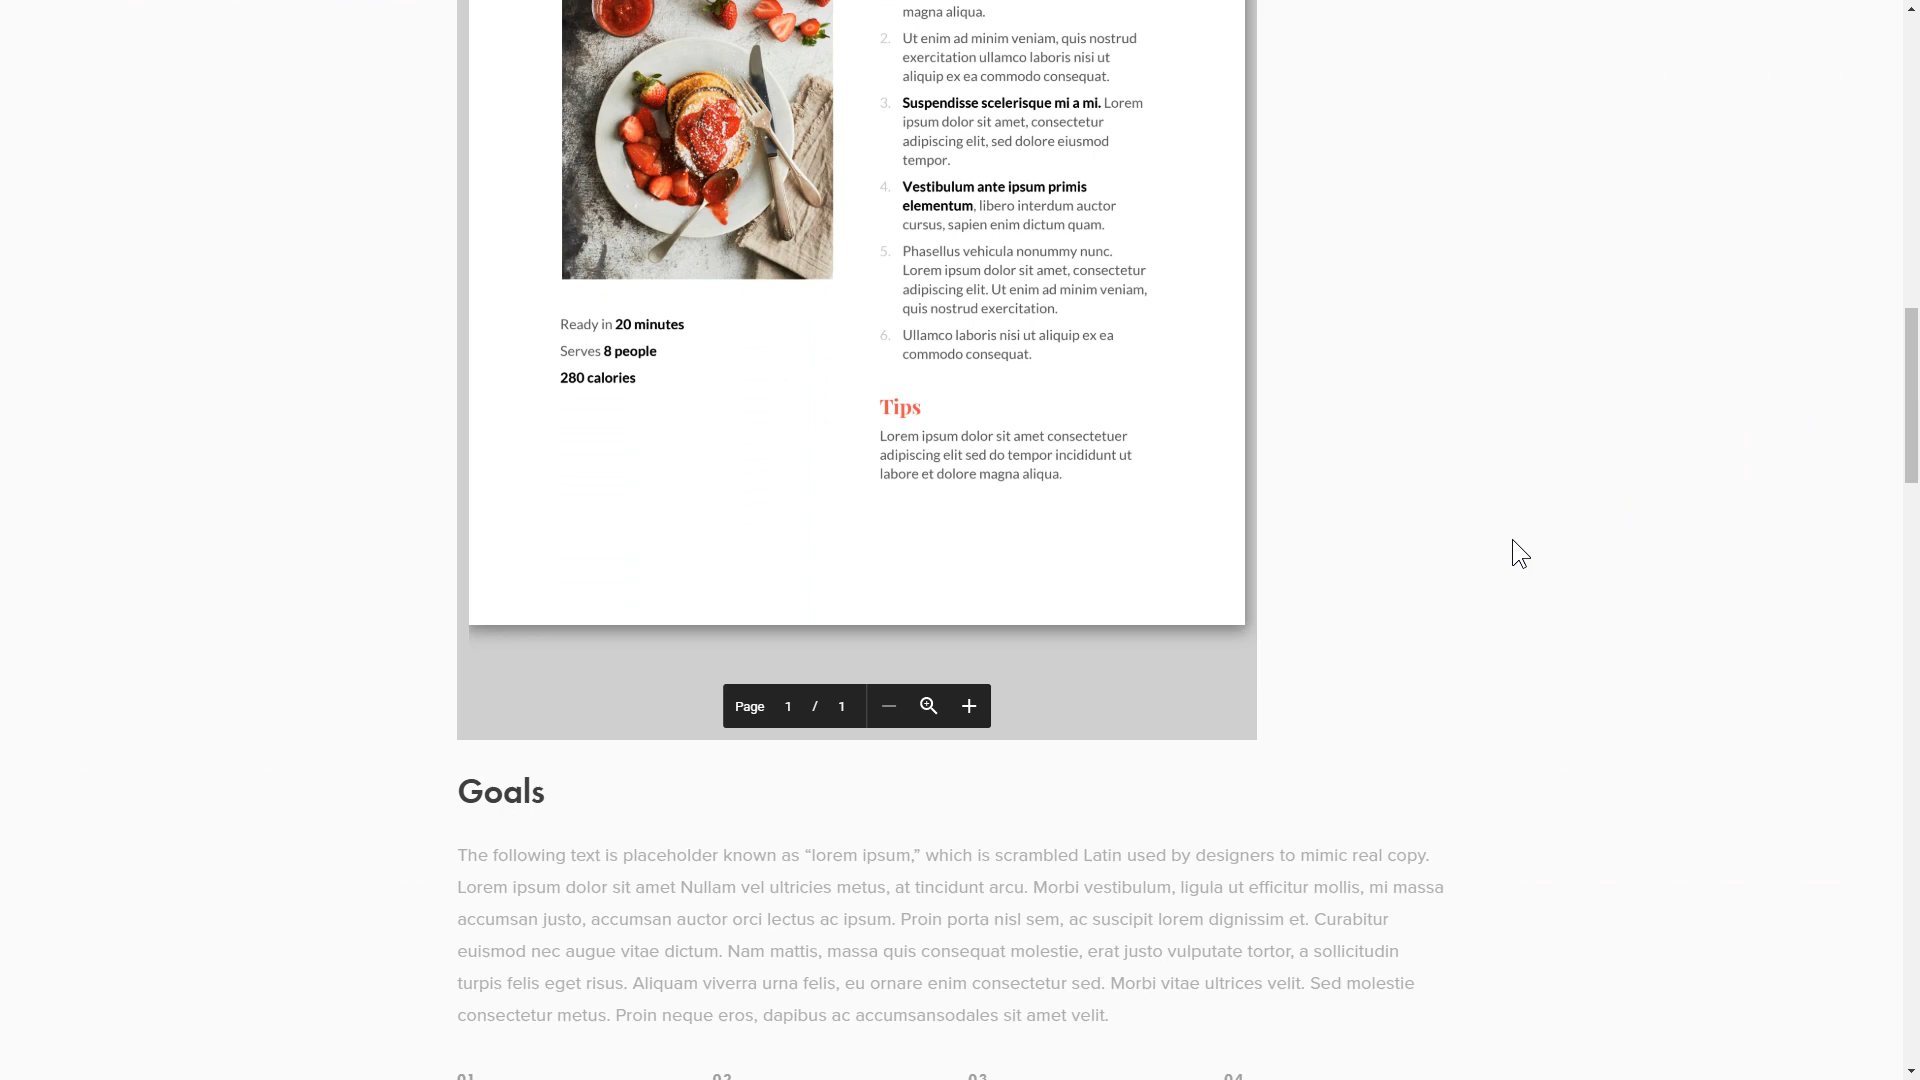 magna aliqua.
2. Ut enim ad minim veniam, quis nostrud
exercitation ullamco laboris nisi ut
aliquip ex ea commodo consequat.
3. Suspendisse scelerisque mi a mi. Lorem
ipsum dolor sit amet, consectetur
adipiscing elit, sed dolore eiusmod
tempor.
4. Vestibulum ante ipsum primis
elementum, libero interdum auctor
cursus, sapien enim dictum quam.
5. Phasellus vehicula nonummy nunc.
Lorem ipsum dolor sit amet, consectetur
adipiscing elit. Ut enim ad minim veniam,
quis nostrud exercitation.
6. Ullamco laboris nisi ut aliquip ex ea
commodo consequat.
Ready in 20 minutes
Serves 8 people
280 calories
Tips
Lorem ipsum dolor sit amet consectetuer
adipiscing elit sed do tempor incididunt ut
labore et dolore magna aliqua.
Page 1 / 1
Goals
The following text is placeholder known as “lorem ipsum,” which is scrambled Latin used by designers to mimic real copy.
Lorem ipsum dolor sit amet Nullam vel ultricies metus, at tincidunt arcu. Morbi vestibulum, ligula ut efficitur mollis, mi massa
accumsan justo, accumsan auctor orci lectus ac ipsum. Proin porta nisl sem, ac suscipit lorem dignissim et. Curabitur
euismod nec augue vitae dictum. Nam mattis, massa quis consequat molestie, erat justo vulputate tortor, a sollicitudin
turpis felis eget risus. Aliquam viverra urna felis, eu ornare enim consectetur sed. Morbi vitae ultrices velit. Sed molestie
consectetur metus. Proin neque eros, dapibus ac accumsansodales sit amet velit.
01 02 03 04